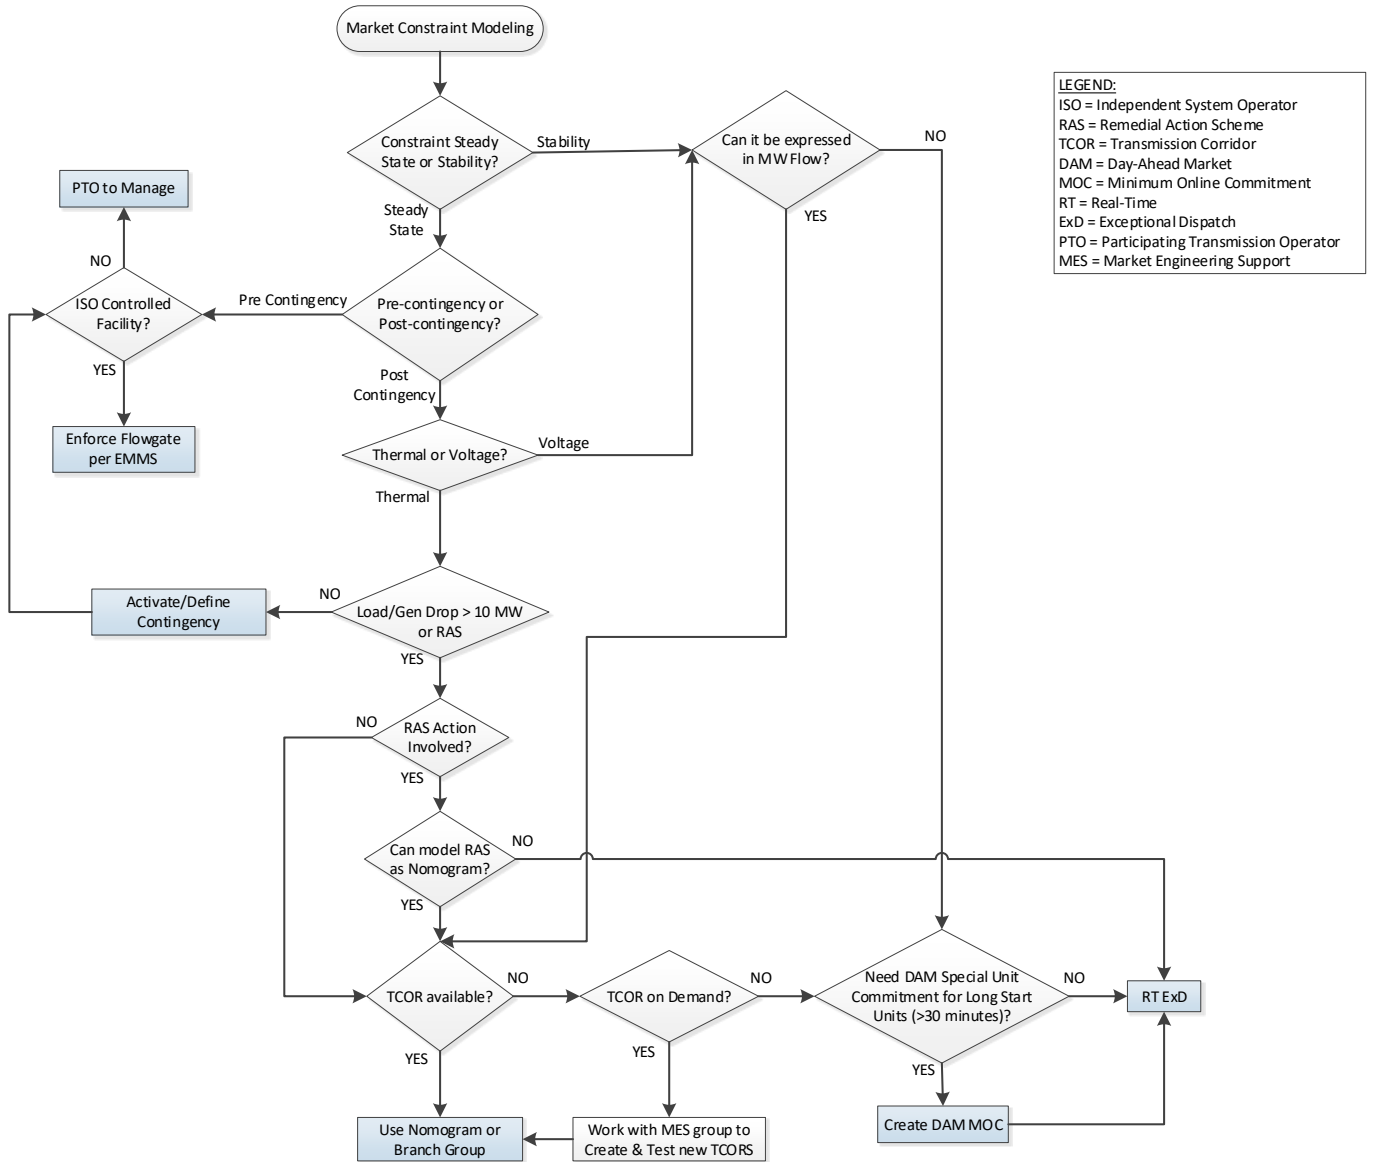 Market Constraint Modeling
LEGEND:
ISO = Independent System Operator
RAS = Remedial Action Scheme
TCOR = Transmission Corridor
DAM = Day-Ahead Market
MOC = Minimum Online Commitment
RT = Real-Time
ExD = Exceptional Dispatch
PTO = Participating Transmission Operator
MES = Market Engineering Support
Constraint Steady
State or Stability?
Stability
Can it be expressed
in MW Flow?
NO
YES
Steady
State
PTO to Manage
NO
ISO Controlled
Facility?
YES
Pre Contingency
Pre-contingency or
Post-contingency?
Post
Contingency
Enforce Flowgate
per EMMS
Thermal or Voltage?
Voltage
Thermal
Activate/Define
Contingency
NO
Load/Gen Drop > 10 MW
or RAS
YES
NO
RAS Action
Involved?
YES
Can model RAS
as Nomogram?
NO
YES
TCOR available?
NO
YES
TCOR on Demand?
NO
YES
Need DAM Special Unit
Commitment for Long Start
Units (>30 minutes)?
NO
YES
RT ExD
Use Nomogram or
Branch Group
Work with MES group to
Create & Test new TCORS
Create DAM MOC